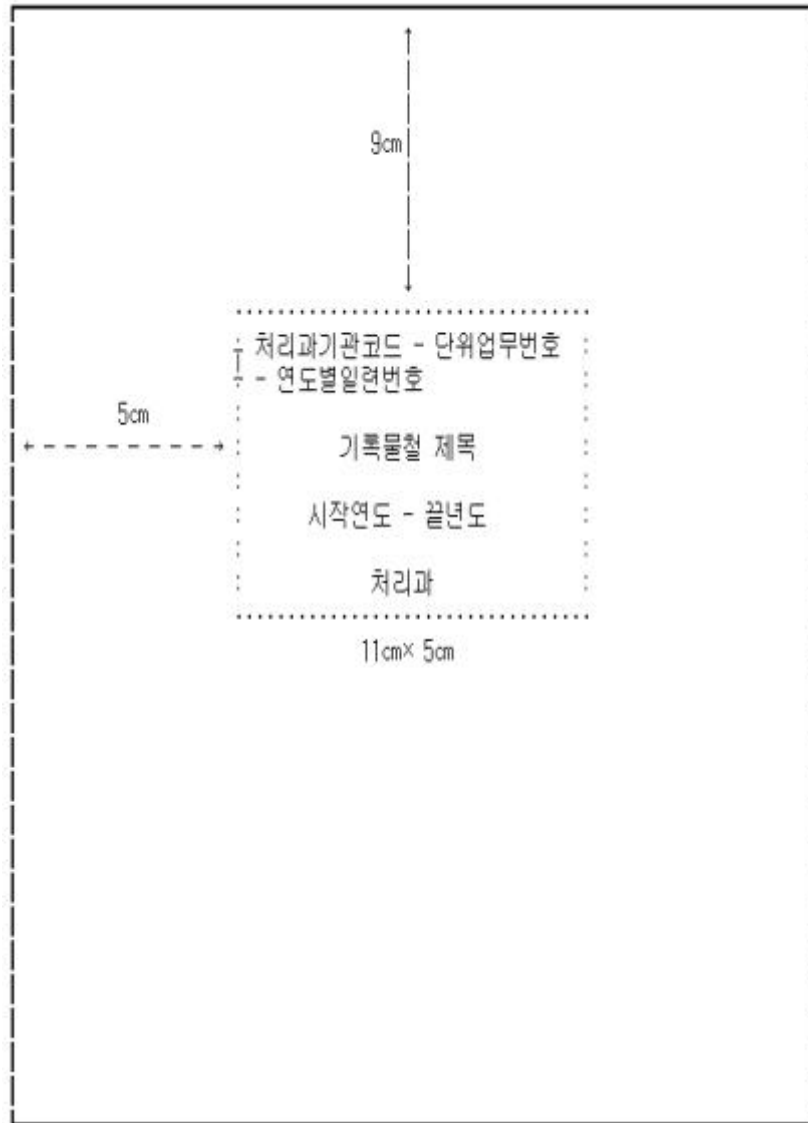 9cm
처리과기관코드 - 단위업무번호
- 연도별일련번호
5cm
기록물철 제목
시작연도 - 끝년도
처리과
11cm× 5cm